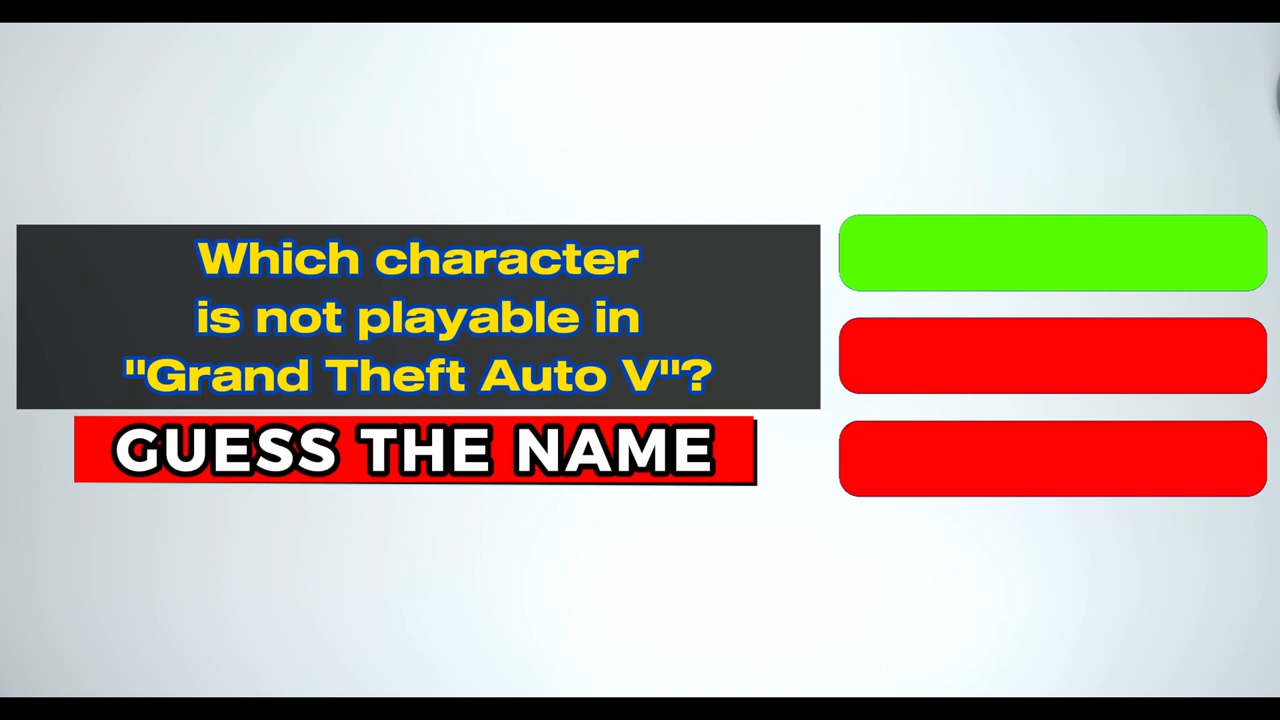 Which character
is not playable in
"Grand Theft Auto V"?
GUESS THE NAME